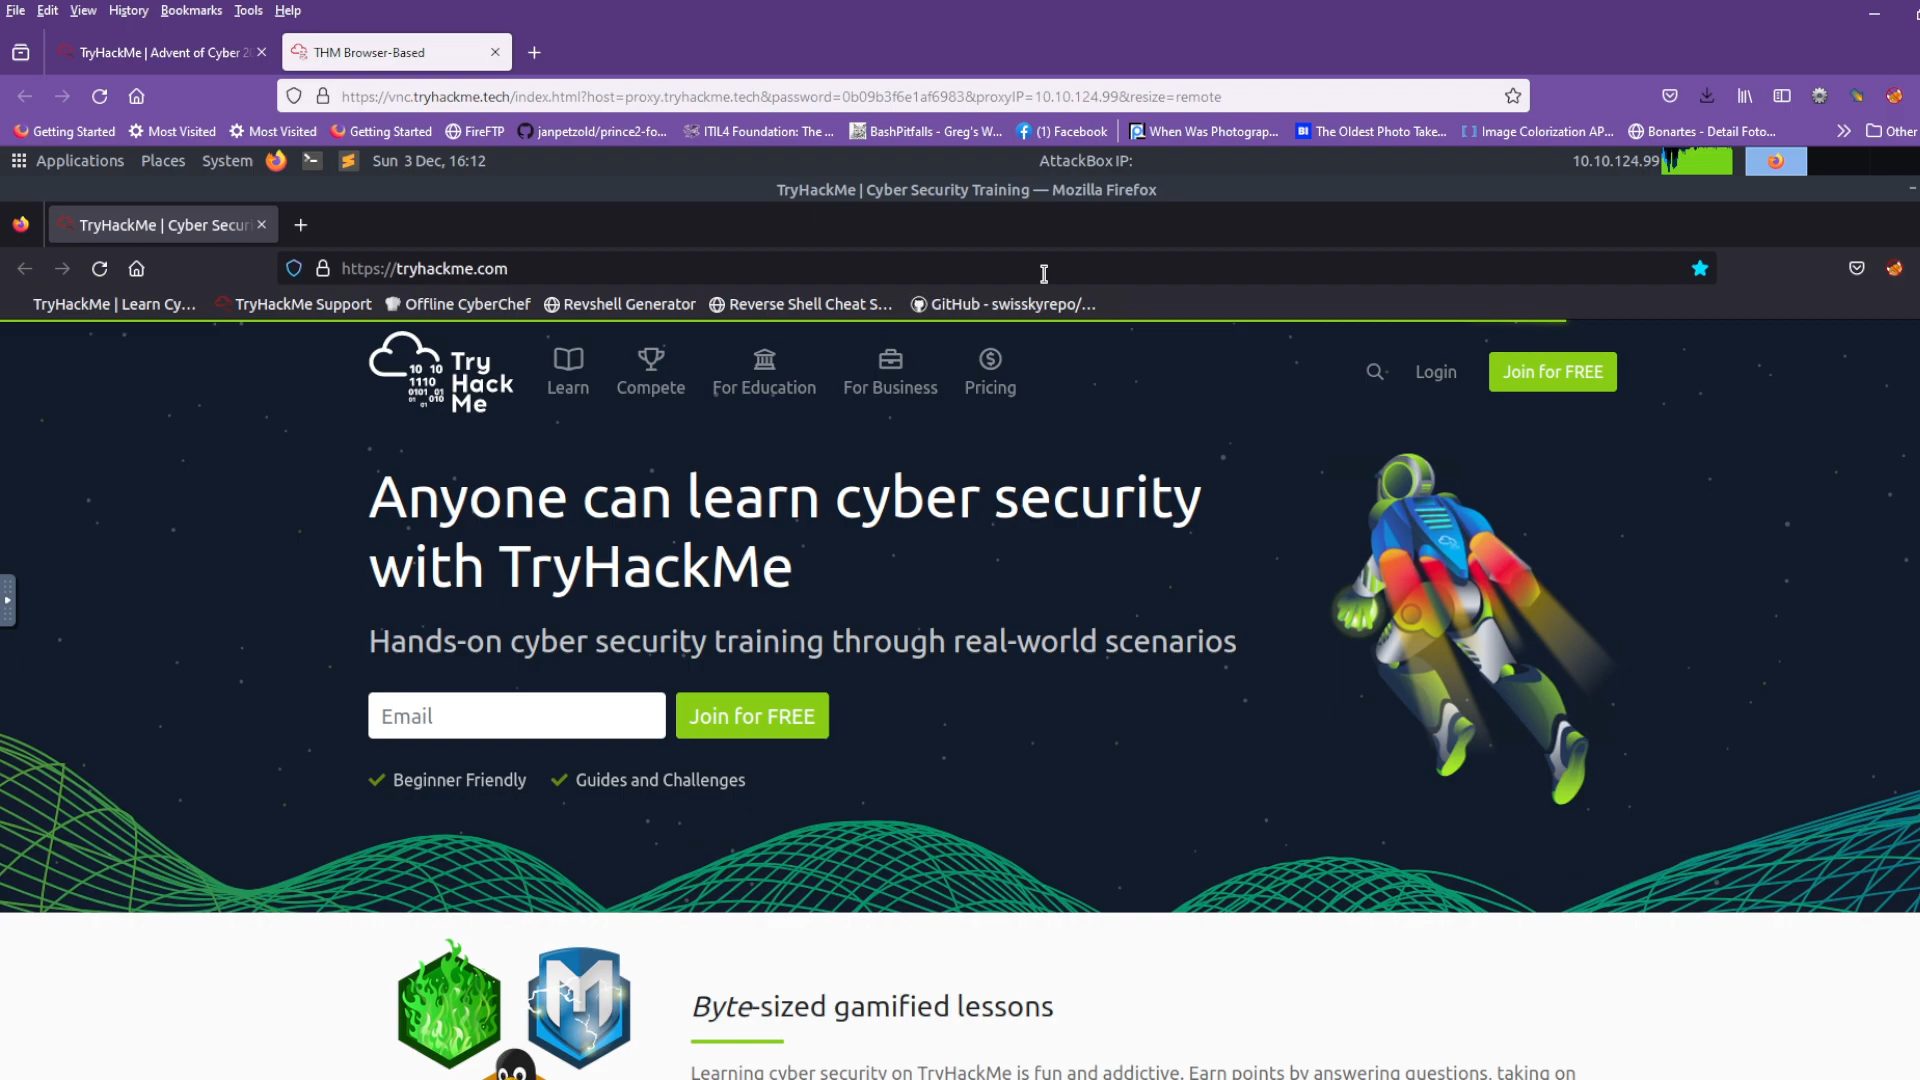 File Edit View History Bookmarks Tools Help
TryHackMe | Advent of Cyber 2
THM Browser-Based
https://vnc.tryhackme.tech/index.html?host=proxy.tryhackme.tech&password=0b09b3f6e1af6983&proxyIP=10.10.124.99&resize=remote
Getting Started Most Visited Most Visited Getting Started FireFTP janpetzold/prince2-fo... ITIL4 Foundation: The ... BashPitfalls - Greg's W... (1) Facebook When Was Photograp... The Oldest Photo Take... Image Colorization AP... Bonartes - Detail Foto... Other
Applications Places System Sun 3 Dec, 16:12 AttackBox IP: 10.10.124.99
TryHackMe | Cyber Security Training — Mozilla Firefox
TryHackMe | Cyber Secur
https://tryhackme.com
TryHackMe | Learn Cy... TryHackMe Support Offline CyberChef Revshell Generator Reverse Shell Cheat S... GitHub - swisskyrepo/...
Try
Hack
Me
10 10
1110
0101 01
01 010
Learn Compete For Education For Business Pricing Login Join for FREE
Anyone can learn cyber security
with TryHackMe
Hands-on cyber security training through real-world scenarios
Email Join for FREE
Beginner Friendly Guides and Challenges
Byte-sized gamified lessons
Learning cyber security on TryHackMe is fun and addictive. Earn points by answering questions, taking on